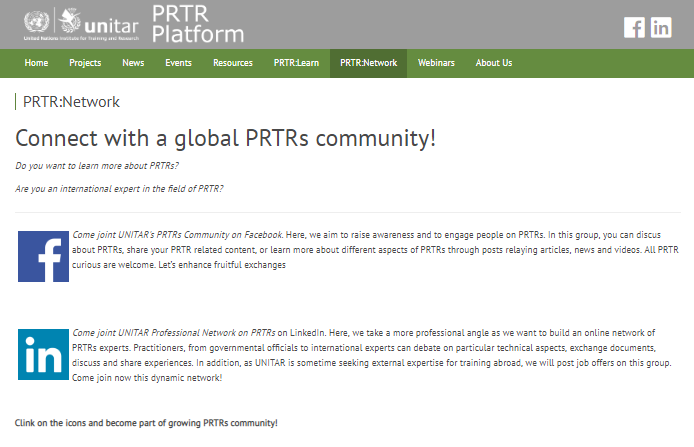 unitar
United Nations Institute for Training and Research
PRTR
Platform
Home Projects News Events Resources PRTR:Learn PRTR:Network Webinars About Us
PRTR:Network
Connect with a global PRTRs community!
Do you want to learn more about PRTRs?
Are you an international expert in the field of PRTR?
Come joint UNITAR's PRTRs Community on Facebook. Here, we aim to raise awareness and to engage people on PRTRs. In this group, you can discus
about PRTRs, share your PRTR related content, or learn more about different aspects of PRTRs through posts relaying articles, news and videos. All PRTR
curious are welcome. Let's enhance fruitful exchanges
Come joint UNITAR Professional Network on PRTRs on LinkedIn. Here, we take a more professional angle as we want to build an online network of
PRTRs experts. Practitioners, from governmental officials to international experts can debate on particular technical aspects, exchange documents,
discuss and share experiences. In addition, as UNITAR is sometime seeking external expertise for training abroad, we will post job offers on this group.
Come join now this dynamic network!
Clink on the icons and become part of growing PRTRs community!